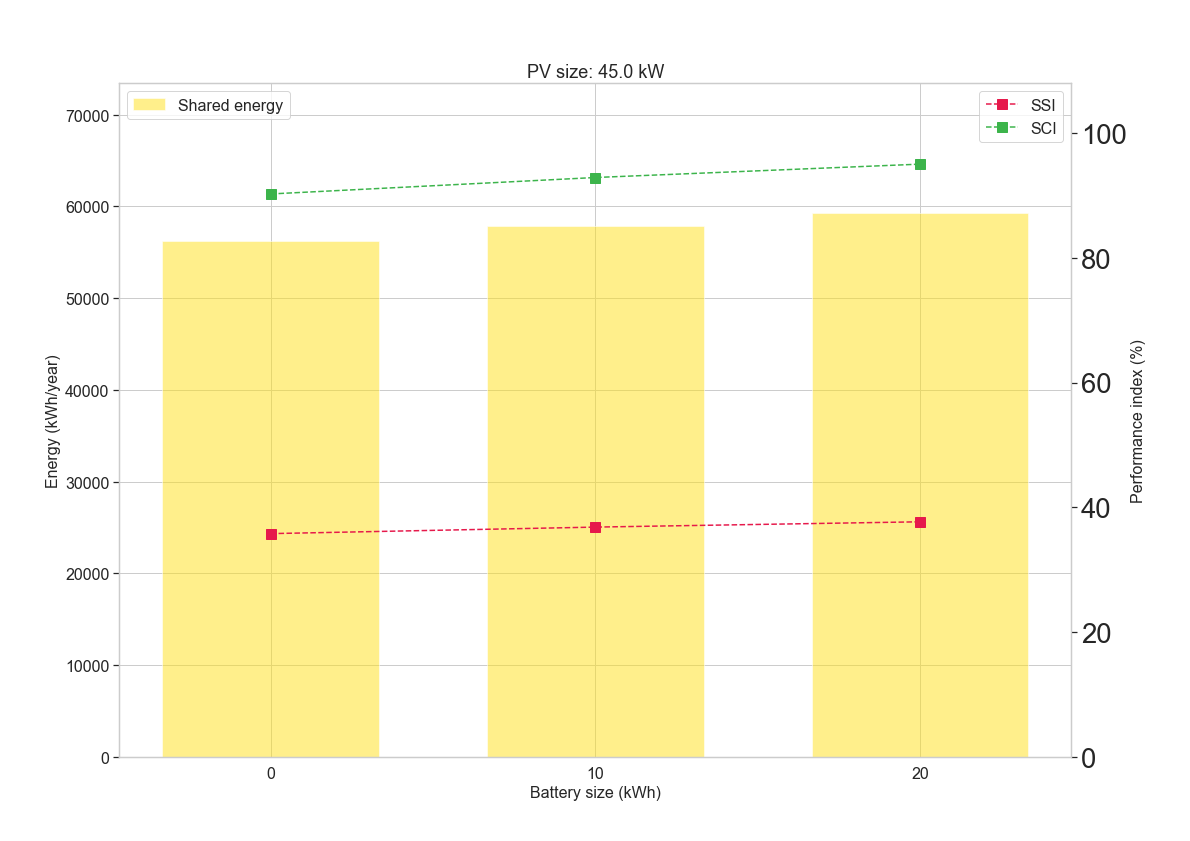 PV size: 45.0 kW
Shared energy
SSI
SCI
70000
60000
50000
40000
30000
20000
10000
0
Energy (kWh/year)
100
80
60
40
20
0
Performance index (%)
0
10
20
Battery size (kWh)